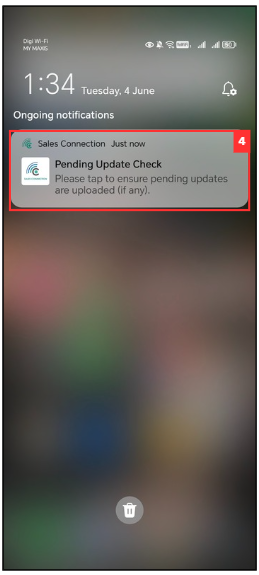 Digi Wi-Fi
MY MAXIS
1:34 Tuesday, 4 June
Ongoing notifications
4
Sales Connection Just now
Pending Update Check
Please tap to ensure pending updates
are uploaded (if any).